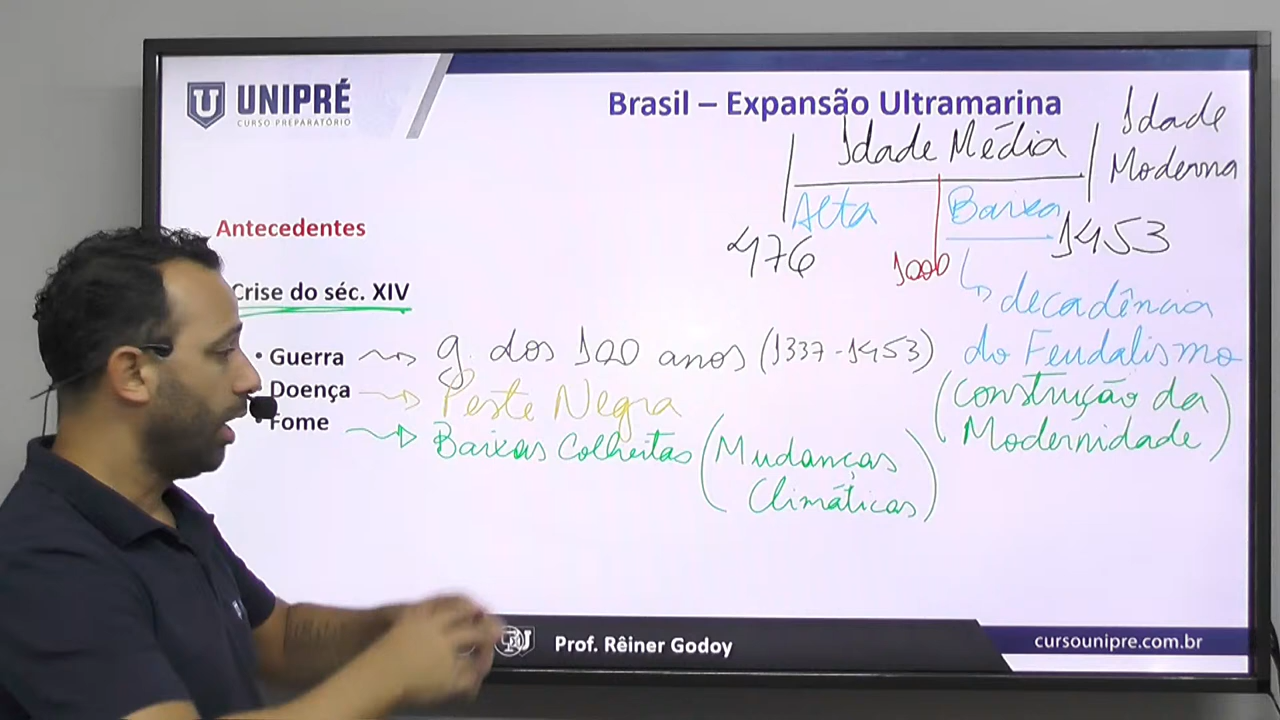 UNIPRÉ
CURSO PREPARATÓRIO
Brasil – Expansão Ultramarina
Idade Média
Idade
Moderna
Alta
Baixa
476
1000
1453
decadência
do Feudalismo
(Construção da
Modernidade)
Antecedentes
Crise do séc. XIV
• Guerra → g. dos 100 anos (1337-1453)
Doença → Peste Negra
• Fome → Baixas Colheitas (Mudanças
Climáticas)
Prof. Rêiner Godoy
cursounipre.com.br